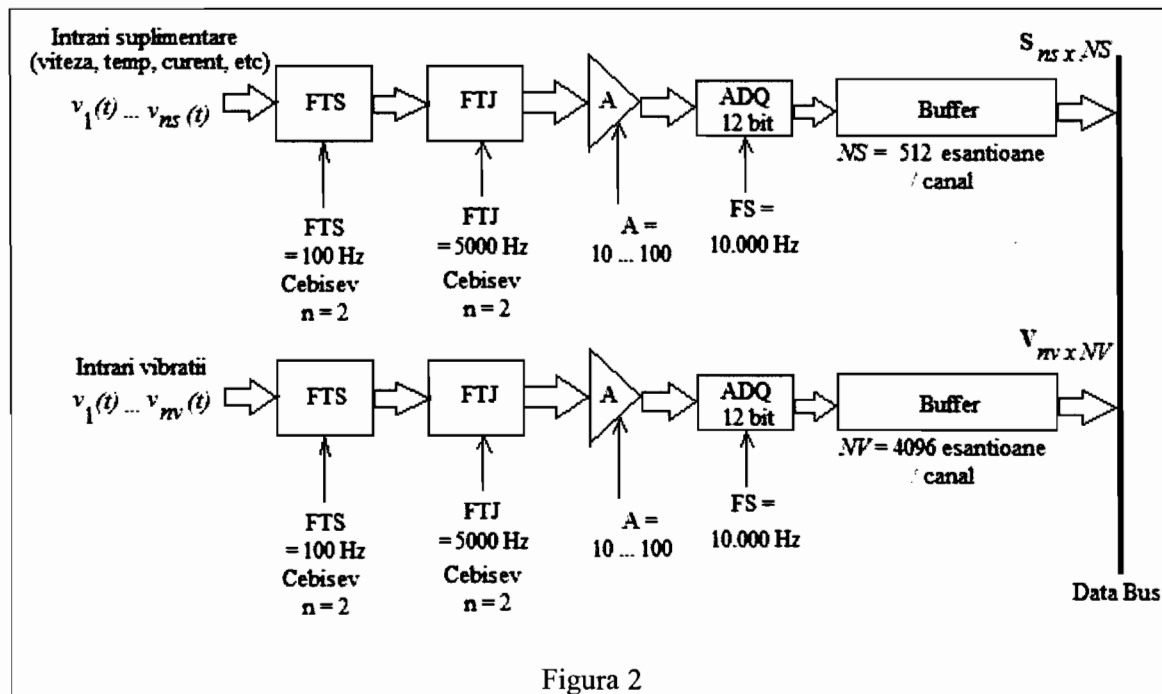 Intrari suplimentare
(viteza, temp, curent, etc)
v1(t) ... vns(t)
FTS
FTJ
A
ADQ
12 bit
Buffer
S ns x NS
NS = 512 esantioane
/ canal
FTS
= 100 Hz
Cebisev
n = 2
FTJ
= 5000 Hz
Cebisev
n = 2
A =
10 ... 100
FS =
10.000 Hz
Intrari vibratii
v1(t) ... vnv(t)
FTS
FTJ
A
ADQ
12 bit
Buffer
V nv x NV
NV = 4096 esantioane
/ canal
FTS
= 100 Hz
Cebisev
n = 2
FTJ
= 5000 Hz
Cebisev
n = 2
A =
10 ... 100
FS =
10.000 Hz
Data Bus
Figura 2